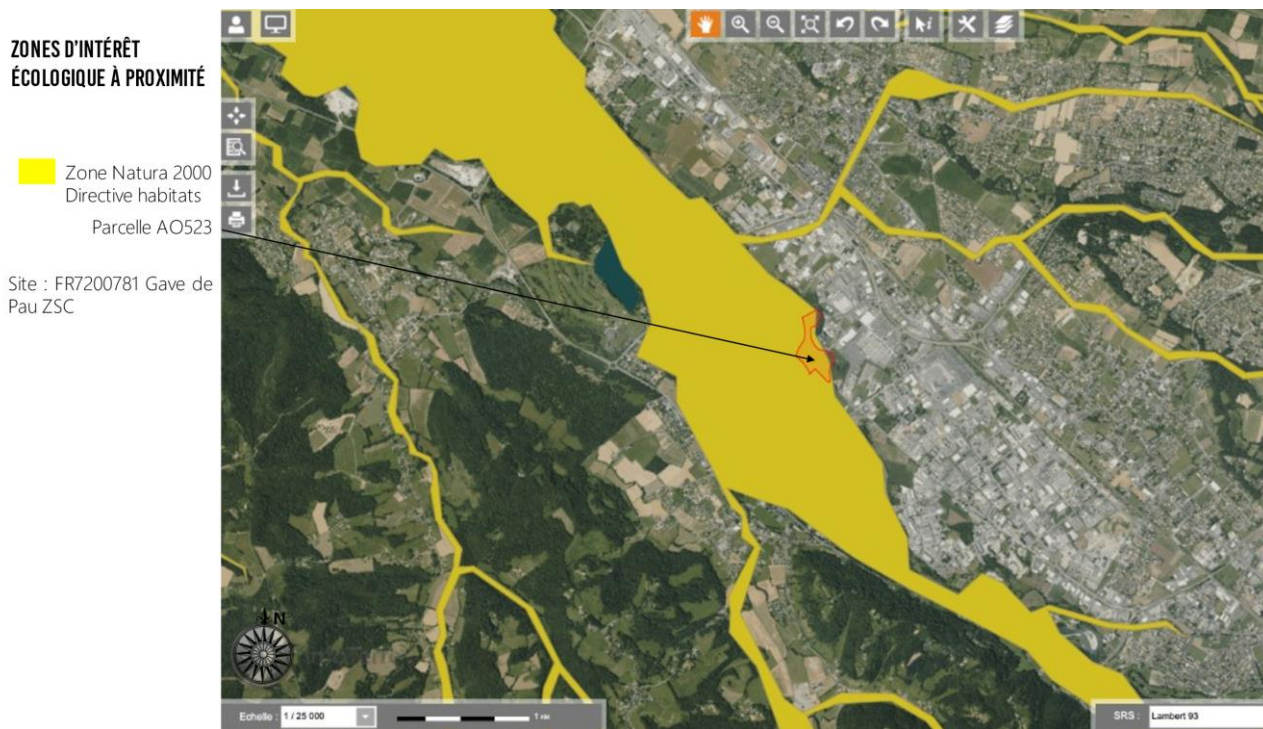 ZONES D'INTÉRÊT
ÉCOLOGIQUE À PROXIMITÉ
Zone Natura 2000
Directive habitats
Parcelle AO523
Site : FR7200781 Gave de
Pau ZSC
N
Echelle : 1 / 25 000
1 KM
SRS : Lambert 93